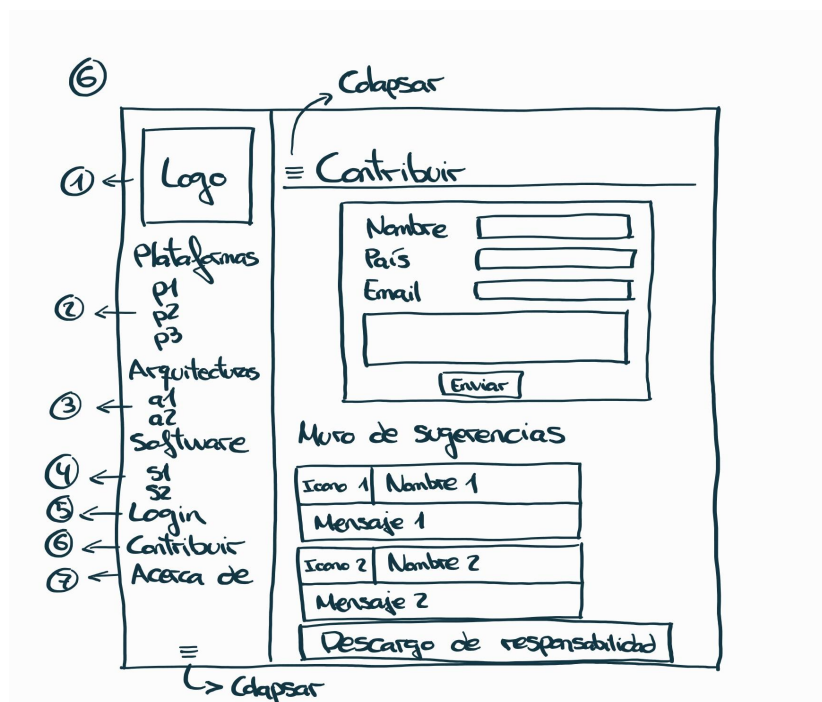 6
Colapsar
1
Logo
Contribuir
Plataformas
2
p1
p2
p3
Arquitecturas
3
a1
a2
Software
4
s1
s2
5
Login
6
Contribuir
7
Acerca de
Colapsar
Nombre
País
Email
Enviar
Muro de sugerencias
Icono 1 Nombre 1
Mensaje 1
Icono 2 Nombre 2
Mensaje 2
Descargo de responsabilidad